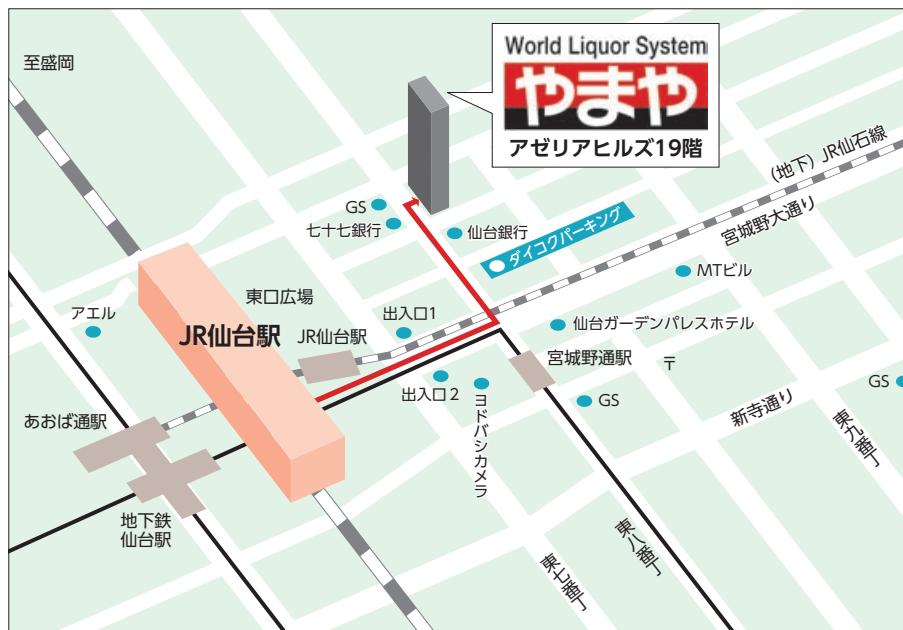 至盛岡
World Liquor System
やまや
アゼリアヒルズ19階
(地下) JR仙石線
宮城野大通り
GS
七十七銀行
仙台銀行
ダイコクパーキング
MTビル
東口広場
アエル
JR仙台駅
JR仙台駅
出入口1
仙台ガーデンパレスホテル
宮城野通駅
〒
出入口2
ヨドバシカメラ
GS
GS
新寺通り
あおば通駅
地下鉄
仙台駅
東七番丁
東八番丁
東九番丁